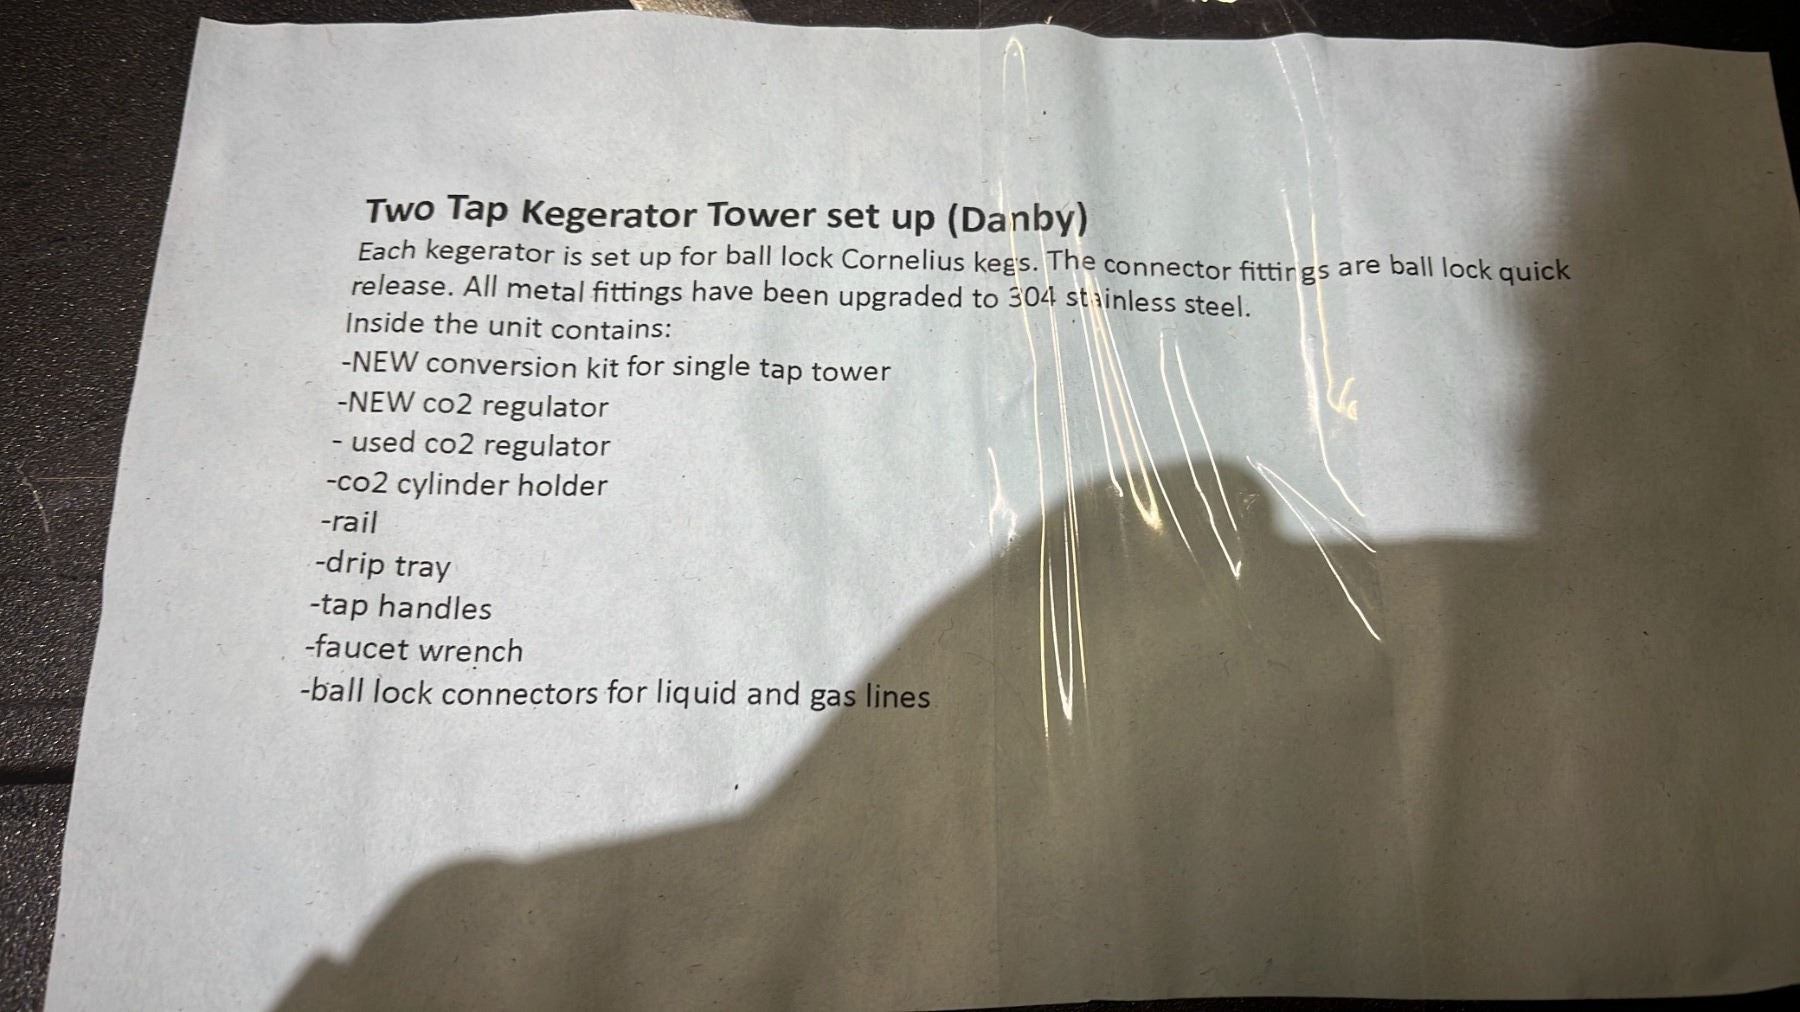 Two Tap Kegerator Tower set up (Danby)
Each kegerator is set up for ball lock Cornelius kegs. The connector fittings are ball lock quick
release. All metal fittings have been upgraded to 304 stainless steel.
Inside the unit contains:
-NEW conversion kit for single tap tower
-NEW co2 regulator
- used co2 regulator
-co2 cylinder holder
-rail
-drip tray
-tap handles
-faucet wrench
-ball lock connectors for liquid and gas lines